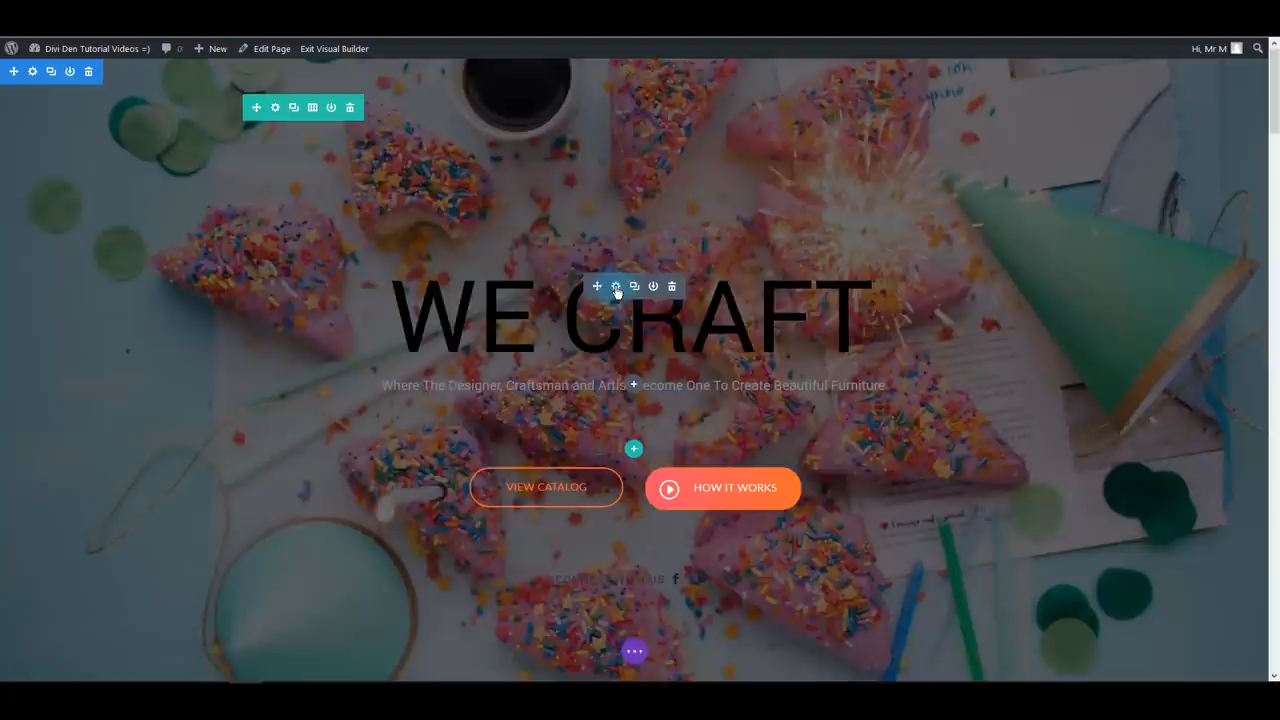 Divi Den Tutorial Videos =) 0 New Edit Page Exit Visual Builder Hi, Mr M
WE CRAFT
Where The Designer, Craftsman and Artis ecome One To Create Beautiful Furniture
VIEW CATALOG HOW IT WORKS